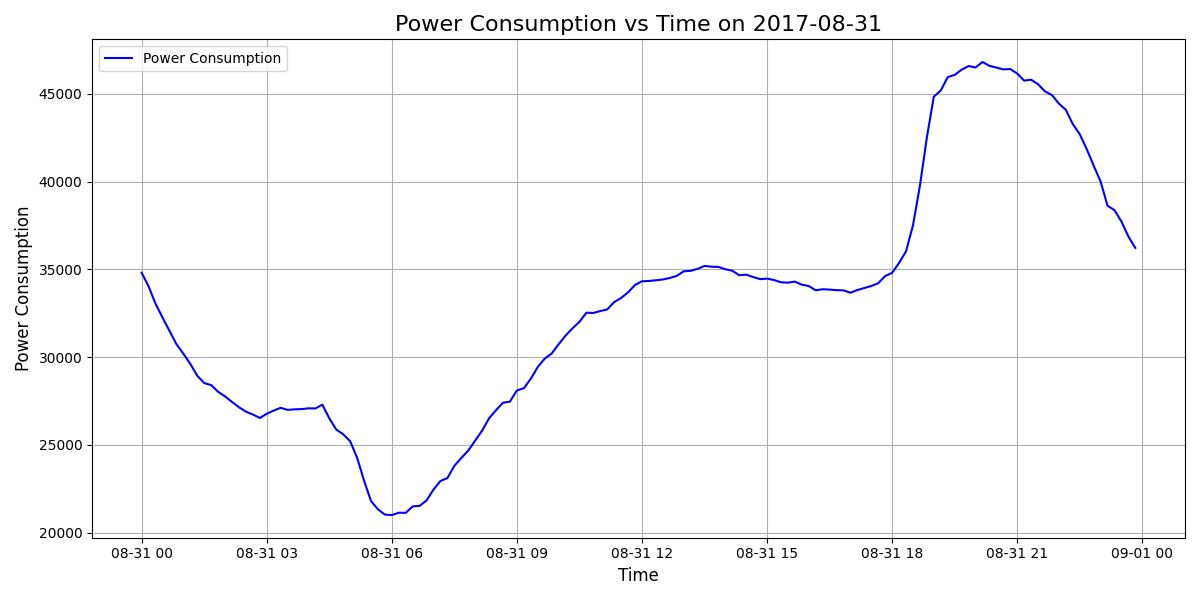 Power Consumption vs Time on 2017-08-31
Power Consumption
Power Consumption
45000
40000
35000
30000
25000
20000
08-31 00 08-31 03 08-31 06 08-31 09 08-31 12 08-31 15 08-31 18 08-31 21 09-01 00
Time